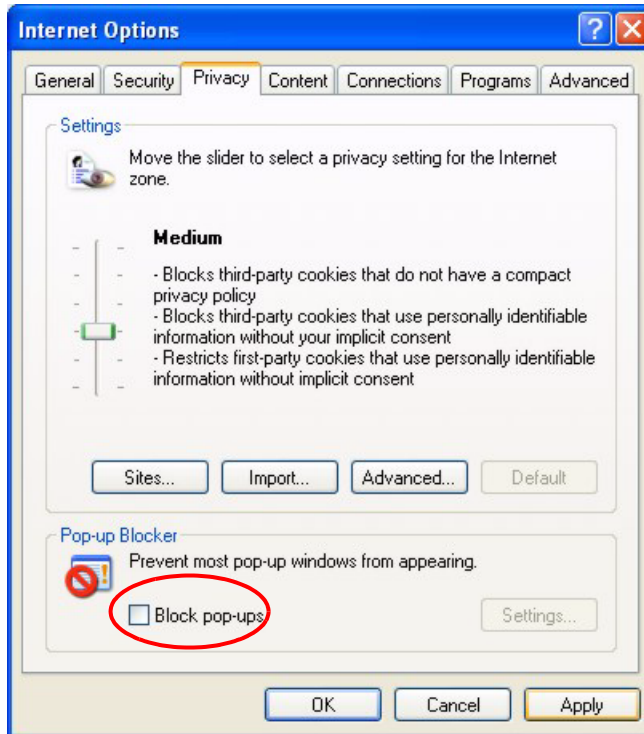 Internet Options
General Security Privacy Content Connections Programs Advanced
Settings
Move the slider to select a privacy setting for the Internet
zone.
Medium
- Blocks third-party cookies that do not have a compact
privacy policy
- Blocks third-party cookies that use personally identifiable
information without your implicit consent
- Restricts first-party cookies that use personally identifiable
information without implicit consent
Sites... Import... Advanced... Default
Pop-up Blocker
Prevent most pop-up windows from appearing.
Block pop-ups Settings...
OK Cancel Apply